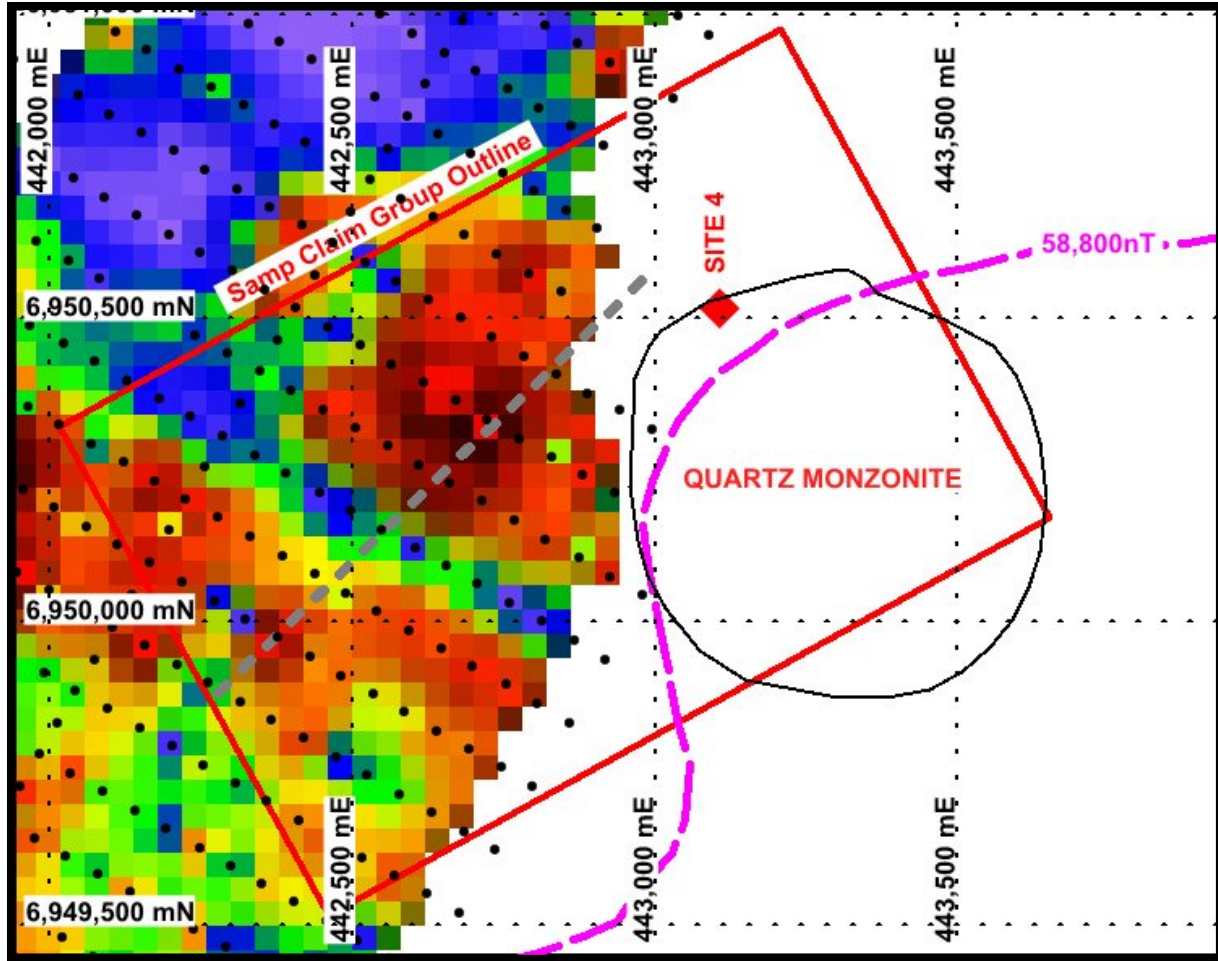 442,000 mE
442,500 mE
443,000 mE
443,500 mE
Samp Claim Group Outline
SITE 4
58,800nT
6,950,500 mN
QUARTZ MONZONITE
6,950,000 mN
442,500 mE
443,000 mE
443,500 mE
6,949,500 mN